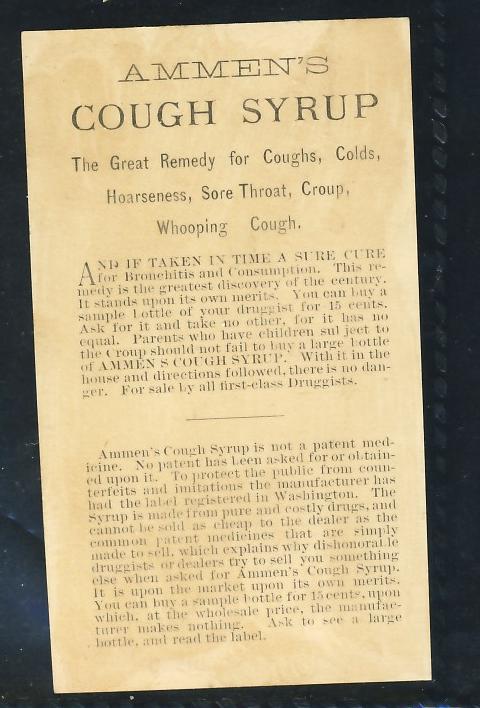 AMMEN'S
COUGH SYRUP
The Great Remedy for Coughs, Colds,
Hoarseness, Sore Throat, Croup,
Whooping Cough.
AND IF TAKEN IN TIME A SURE CURE
for Bronchitis and Consumption. This re-
medy is the greatest discovery of the century.
It stands upon its own merits. You can buy a
sample bottle of your druggist for 15 cents.
Ask for it and take no other, for it has no
equal. Parents who have children sul ject to
the Croup should not fail to buy a large bottle
of AMMEN S COUGH SYRUP. With it in the
house and directions followed, there is no dan-
ger. For sale by all first-class Druggists.
Ammen's Cough Syrup is not a patent med-
icine. No patent has been asked for or obtain-
ed upon it. To protect the public from coun-
terfeits and imitations the manufacturer has
had the label registered in Washington. The
Syrup is made from pure and costly drugs, and
cannot be sold as cheap to the dealer as the
common patent medicines that are simply
made to sell, which explains why dishonorable
druggists or dealers try to sell you something
else when asked for Ammen's Cough Syrup.
It is upon the market upon its own merits.
You can buy a sample bottle for 15 cents, upon
which, at the wholesale price, the manufac-
turer makes nothing. Ask to see a large
bottle, and read the label.